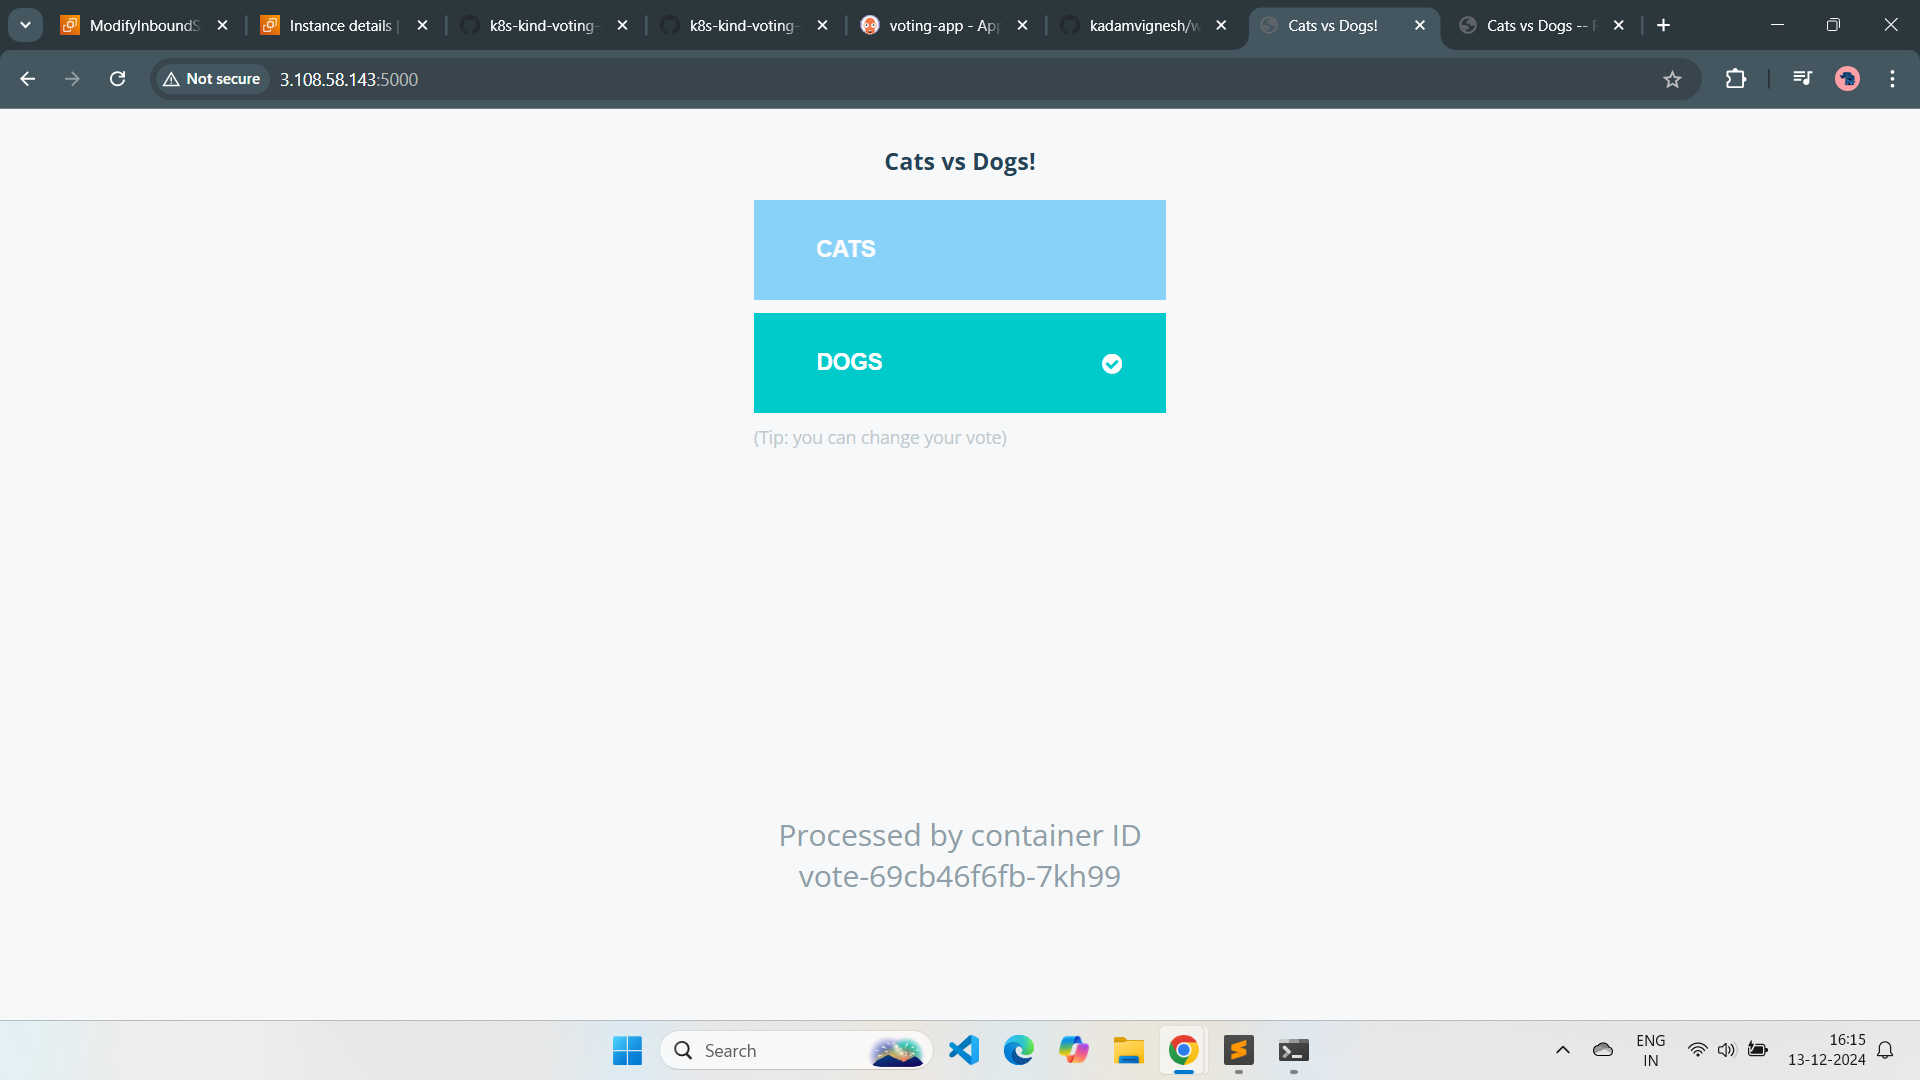 ModifyInboundS
Instance details |
k8s-kind-voting-
k8s-kind-voting-
voting-app - Ap
kadamvignesh/w
Cats vs Dogs!
Cats vs Dogs -- R
Not secure
3.108.58.143:5000
Cats vs Dogs!
CATS
DOGS
(Tip: you can change your vote)
Processed by container ID
vote-69cb46f6fb-7kh99
Search
ENG
IN
16:15
13-12-2024